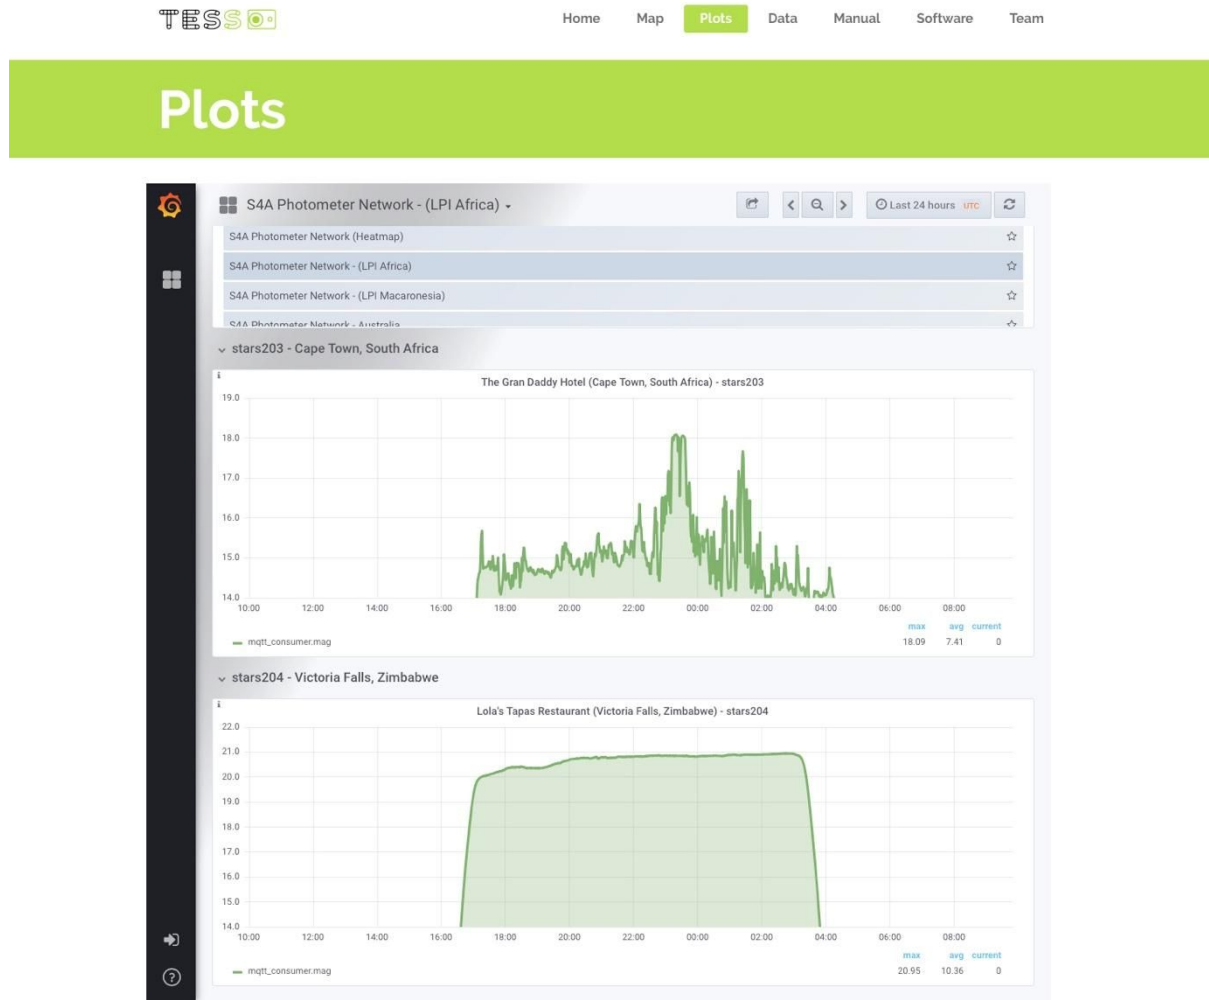 TESS
Home Map Plots Data Manual Software Team
Plots
S4A Photometer Network - (LPI Africa)
Last 24 hours UTC
S4A Photometer Network (Heatmap)
S4A Photometer Network - (LPI Africa)
S4A Photometer Network - (LPI Macaronesia)
S4A Photometer Network - Australia
stars203 - Cape Town, South Africa
i
The Gran Daddy Hotel (Cape Town, South Africa) - stars203
19.0
18.0
17.0
16.0
15.0
14.0
10:00 12:00 14:00 16:00 18:00 20:00 22:00 00:00 02:00 04:00 06:00 08:00
max avg current
mqtt_consumer.mag 18.09 7.41 0
stars204 - Victoria Falls, Zimbabwe
i
Lola's Tapas Restaurant (Victoria Falls, Zimbabwe) - stars204
22.0
21.0
20.0
19.0
18.0
17.0
16.0
15.0
14.0
10:00 12:00 14:00 16:00 18:00 20:00 22:00 00:00 02:00 04:00 06:00 08:00
max avg current
mqtt_consumer.mag 20.95 10.36 0